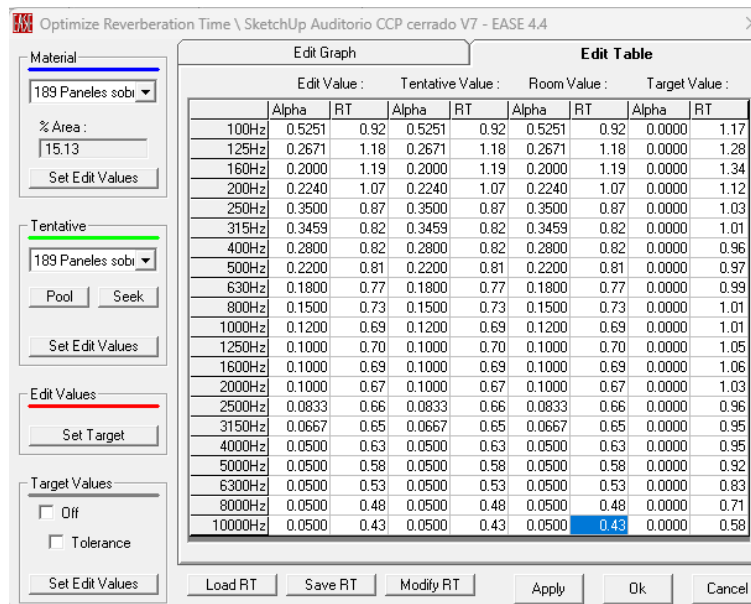 EASE Optimize Reverberation Time \ SketchUp Auditorio CCP cerrado V7 - EASE 4.4
Material
189 Paneles sobr
% Area :
15.13
Set Edit Values
Tentative
189 Paneles sobr
Pool Seek
Set Edit Values
Edit Values
Set Target
Target Values
Off
Tolerance
Set Edit Values
Edit Graph Edit Table
Edit Value : Tentative Value : Room Value : Target Value :
Alpha RT Alpha RT Alpha RT Alpha RT
100Hz 0.5251 0.92 0.5251 0.92 0.5251 0.92 0.0000 1.17
125Hz 0.2671 1.18 0.2671 1.18 0.2671 1.18 0.0000 1.28
160Hz 0.2000 1.19 0.2000 1.19 0.2000 1.19 0.0000 1.34
200Hz 0.2240 1.07 0.2240 1.07 0.2240 1.07 0.0000 1.12
250Hz 0.3500 0.87 0.3500 0.87 0.3500 0.87 0.0000 1.03
315Hz 0.3459 0.82 0.3459 0.82 0.3459 0.82 0.0000 1.01
400Hz 0.2800 0.82 0.2800 0.82 0.2800 0.82 0.0000 0.96
500Hz 0.2200 0.81 0.2200 0.81 0.2200 0.81 0.0000 0.97
630Hz 0.1800 0.77 0.1800 0.77 0.1800 0.77 0.0000 0.99
800Hz 0.1500 0.73 0.1500 0.73 0.1500 0.73 0.0000 1.01
1000Hz 0.1200 0.69 0.1200 0.69 0.1200 0.69 0.0000 1.01
1250Hz 0.1000 0.70 0.1000 0.70 0.1000 0.70 0.0000 1.05
1600Hz 0.1000 0.69 0.1000 0.69 0.1000 0.69 0.0000 1.06
2000Hz 0.1000 0.67 0.1000 0.67 0.1000 0.67 0.0000 1.03
2500Hz 0.0833 0.66 0.0833 0.66 0.0833 0.66 0.0000 0.96
3150Hz 0.0667 0.65 0.0667 0.65 0.0667 0.65 0.0000 0.95
4000Hz 0.0500 0.63 0.0500 0.63 0.0500 0.63 0.0000 0.95
5000Hz 0.0500 0.58 0.0500 0.58 0.0500 0.58 0.0000 0.92
6300Hz 0.0500 0.53 0.0500 0.53 0.0500 0.53 0.0000 0.83
8000Hz 0.0500 0.48 0.0500 0.48 0.0500 0.48 0.0000 0.71
10000Hz 0.0500 0.43 0.0500 0.43 0.0500 0.43 0.0000 0.58
Load RT Save RT Modify RT Apply Ok Cancel